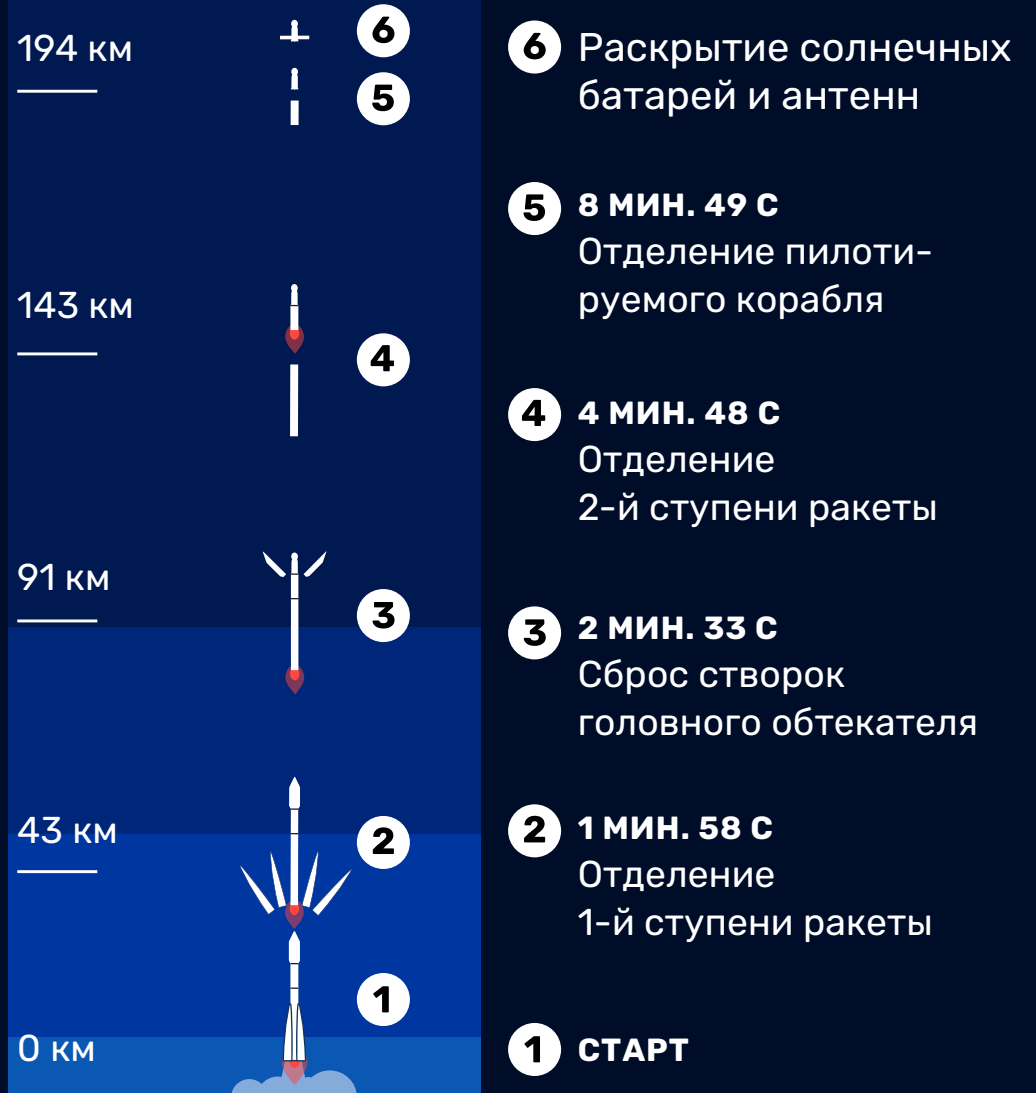 194 км
6
5
143 км
4
91 км
3
43 км
2
1
0 км
6 Раскрытие солнечных
батарей и антенн
5 8 МИН. 49 С
Отделение пилоти-
руемого корабля
4 4 МИН. 48 С
Отделение
2-й ступени ракеты
3 2 МИН. 33 С
Сброс створок
головного обтекателя
2 1 МИН. 58 С
Отделение
1-й ступени ракеты
1 СТАРТ